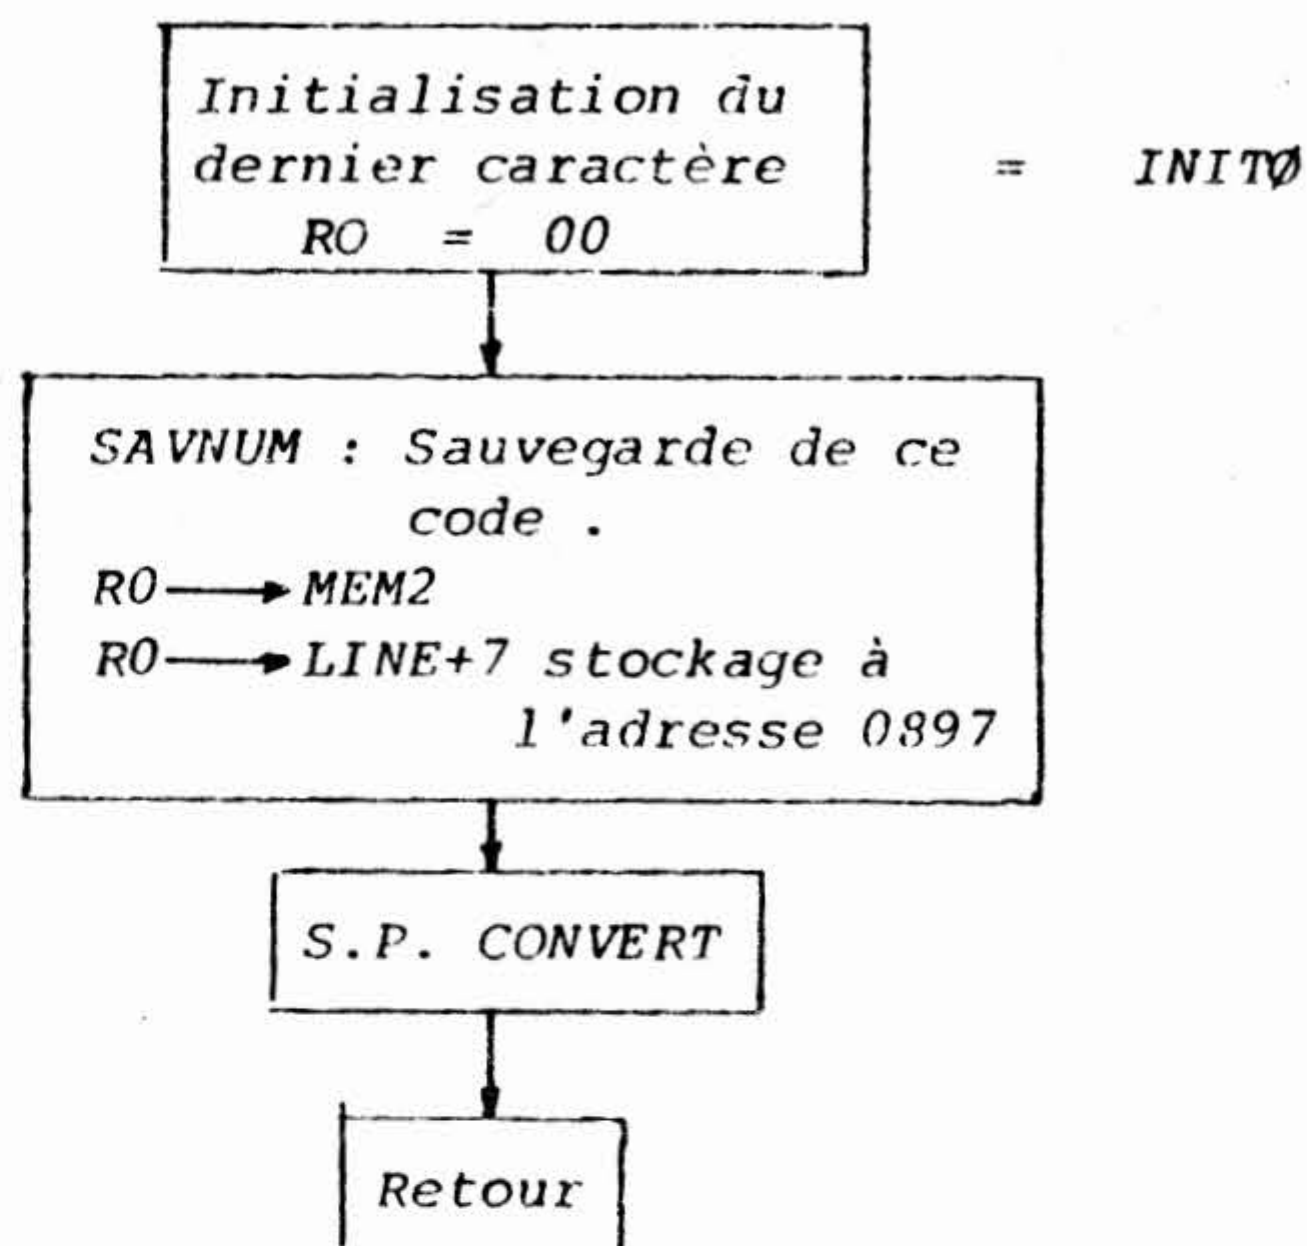 Initialisation du
dernier caractère
= INITØ
RO = 00
SAVNUM : Sauvegarde de ce
code .
RO → MEM2
RO → LINE+7 stockage à
l'adresse 0897
S.P. CONVERT
Retour